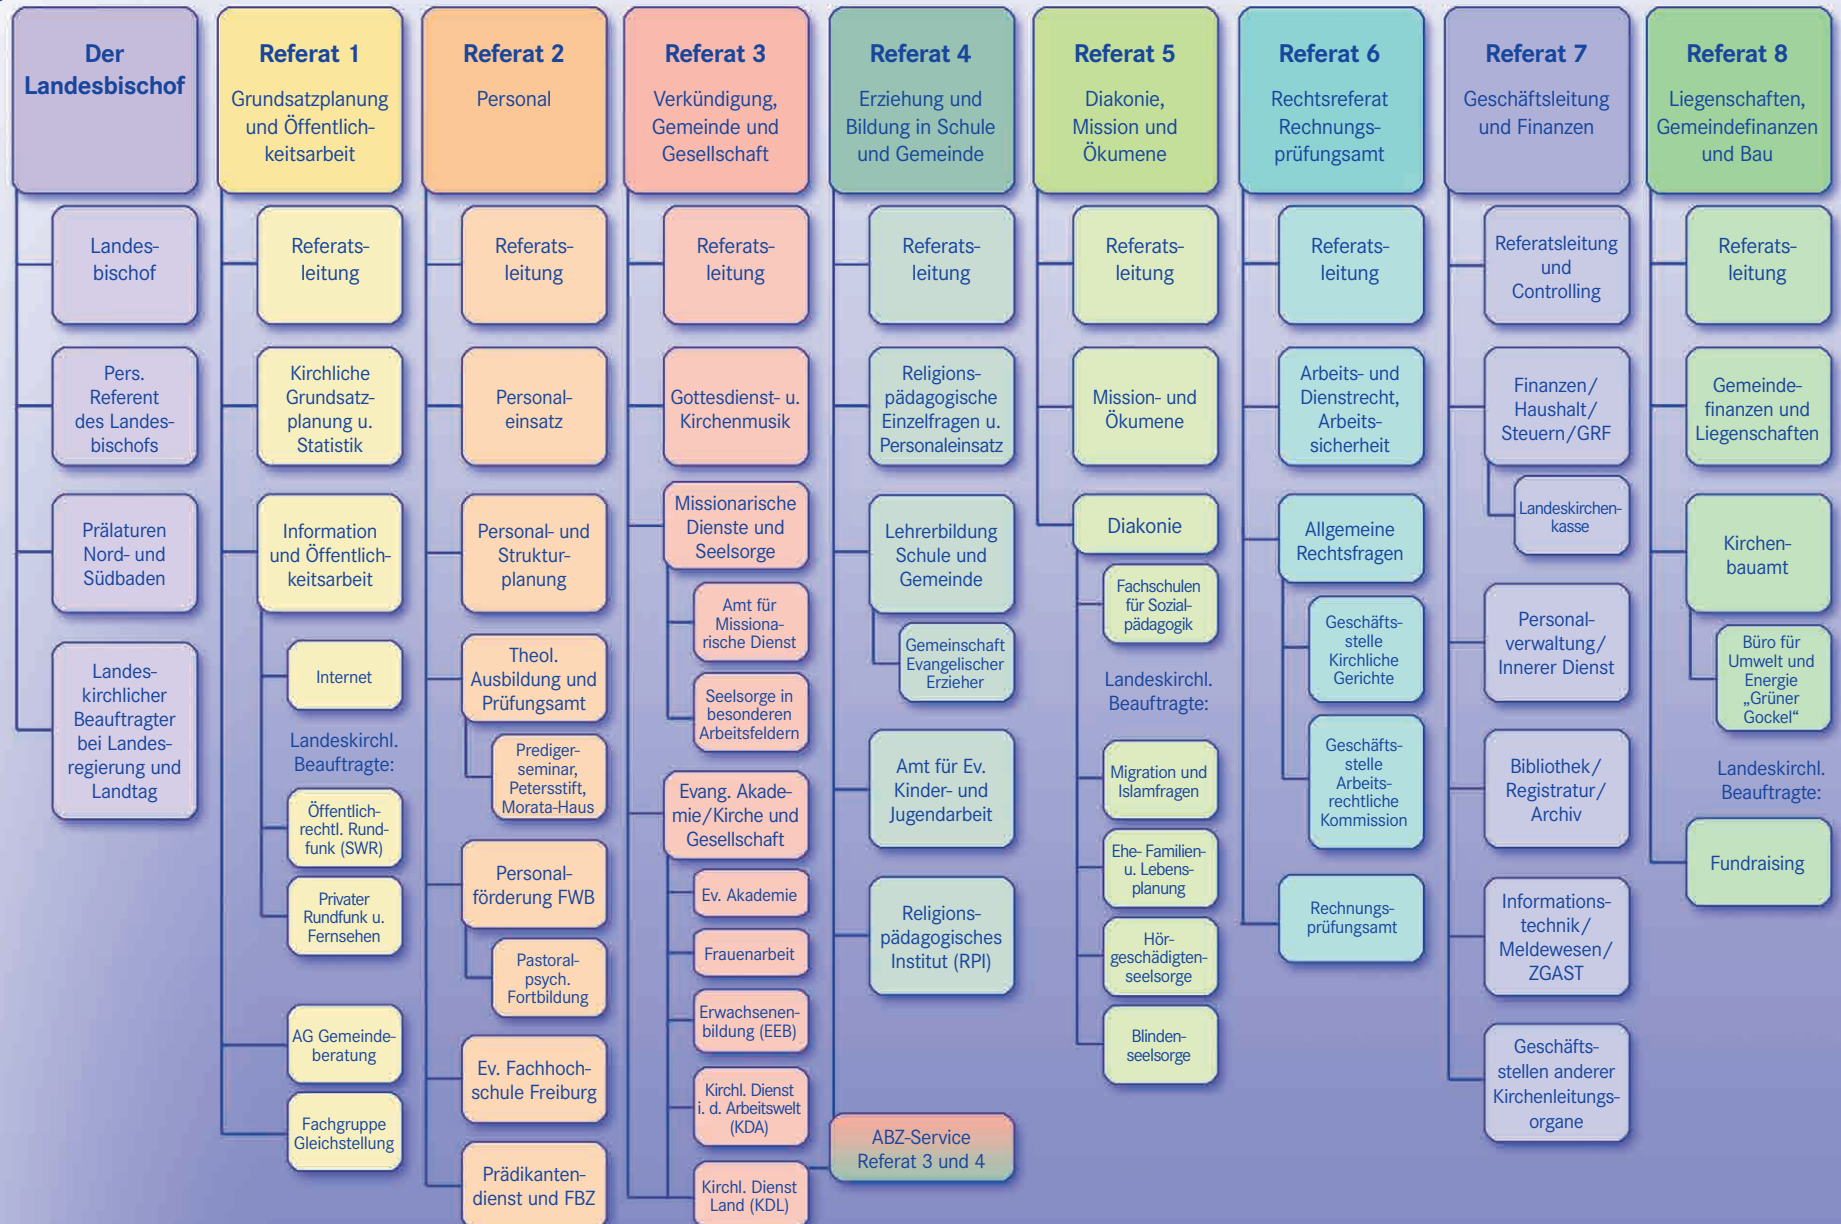 Der
Landesbischof
Landes-
bischof
Pers.
Referent
des Landes-
bischofs
Prälaturen
Nord- und
Südbaden
Landes-
kirchlicher
Beauftragter
bei Landes-
regierung und
Landtag
Referat 1
Grundsatzplanung
und Öffentlich-
keitsarbeit
Referats-
leitung
Kirchliche
Grundsatz-
planung u.
Statistik
Information
und Öffentlich-
keitsarbeit
Internet
Landeskirchl.
Beauftragte:
Öffentlich-
rechtl. Rund-
funk (SWR)
Privater
Rundfunk u.
Fernsehen
AG Gemeinde-
beratung
Fachgruppe
Gleichstellung
Referat 2
Personal
Referats-
leitung
Personal-
einsatz
Personal- und
Struktur-
planung
Theol.
Ausbildung und
Prüfungsamt
Prediger-
seminar,
Petersstift,
Morata-Haus
Personal-
förderung FWB
Pastoral-
psych.
Fortbildung
Ev. Fachhoch-
schule Freiburg
Prädikanten-
dienst und FBZ
Referat 3
Verkündigung,
Gemeinde und
Gesellschaft
Referats-
leitung
Gottesdienst- u.
Kirchenmusik
Missionarische
Dienste und
Seelsorge
Amt für
Missiona-
rische Dienst
Seelsorge in
besonderen
Arbeitsfeldern
Evang. Akade-
mie/Kirche und
Gesellschaft
Ev. Akademie
Frauenarbeit
Erwachsenen-
bildung (EEB)
Kirchl. Dienst
i. d. Arbeitswelt
(KDA)
Kirchl. Dienst
Land (KDL)
Referat 4
Erziehung und
Bildung in Schule
und Gemeinde
Referats-
leitung
Religions-
pädagogische
Einzelfragen u.
Personaleinsatz
Lehrerbildung
Schule und
Gemeinde
Gemeinschaft
Evangelischer
Erzieher
Amt für Ev.
Kinder- und
Jugendarbeit
Religions-
pädagogisches
Institut (RPI)
ABZ-Service
Referat 3 und 4
Referat 5
Diakonie,
Mission und
Ökumene
Referats-
leitung
Mission- und
Ökumene
Diakonie
Fachschulen
für Sozial-
pädagogik
Landeskirchl.
Beauftragte:
Migration und
Islamfragen
Ehe- Familien-
u. Lebens-
planung
Hör-
geschädigten-
seelsorge
Blinden-
seelsorge
Referat 6
Rechtsreferat
Rechnungs-
prüfungsamt
Referats-
leitung
Arbeits- und
Dienstrecht,
Arbeits-
sicherheit
Allgemeine
Rechtsfragen
Geschäfts-
stelle
Kirchliche
Gerichte
Geschäfts-
stelle
Arbeits-
rechtliche
Kommission
Rechnungs-
prüfungsamt
Referat 7
Geschäftsleitung
und Finanzen
Referatsleitung
und
Controlling
Finanzen/
Haushalt/
Steuern/GRF
Landeskirchen-
kasse
Personal-
verwaltung/
Innerer Dienst
Bibliothek/
Registratur/
Archiv
Informations-
technik/
Meldewesen/
ZGAST
Geschäfts-
stellen anderer
Kirchenleitungs-
organe
Referat 8
Liegenschaften,
Gemeindefinanzen
und Bau
Referats-
leitung
Gemeinde-
finanzen und
Liegenschaften
Kirchen-
bauamt
Büro für
Umwelt und
Energie
„Grüner
Gockel“
Landeskirchl.
Beauftragte:
Fundraising